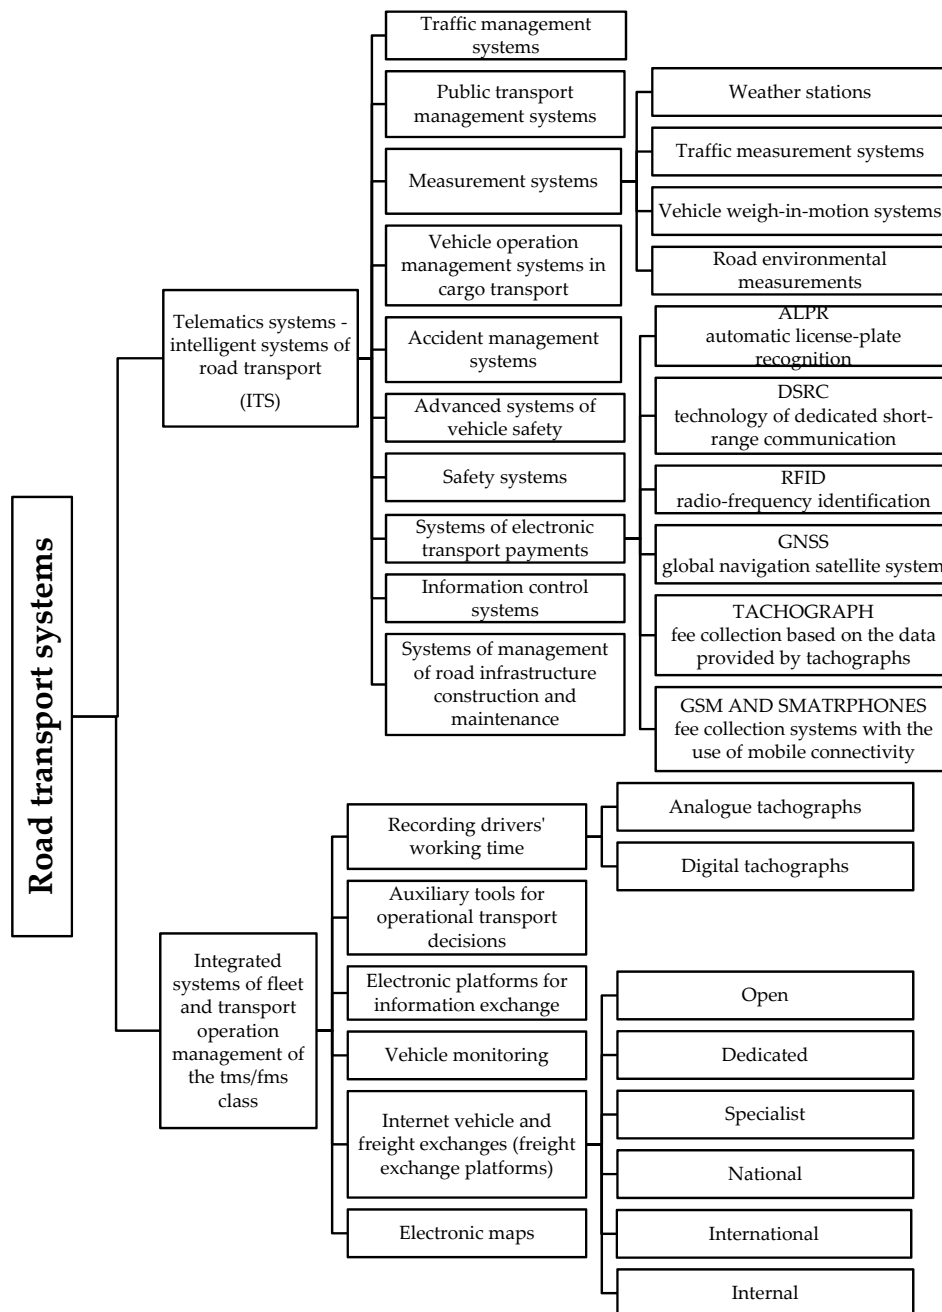 Road transport systems
Telematics systems -
intelligent systems of
road transport
(ITS)
Traffic management
systems
Public transport
management systems
Measurement systems
Weather stations
Traffic measurement systems
Vehicle weigh-in-motion systems
Road environmental
measurements
Vehicle operation
management systems in
cargo transport
Accident management
systems
Advanced systems of
vehicle safety
Safety systems
Systems of electronic
transport payments
ALPR
automatic license-plate
recognition
DSRC
technology of dedicated short-
range communication
RFID
radio-frequency identification
GNSS
global navigation satellite system
TACHOGRAPH
fee collection based on the data
provided by tachographs
GSM AND SMATRPHONES
fee collection systems with the
use of mobile connectivity
Information control
systems
Systems of management
of road infrastructure
construction and
maintenance
Integrated
systems of fleet
and transport
operation
management of
the tms/fms
class
Recording drivers'
working time
Analogue tachographs
Digital tachographs
Auxiliary tools for
operational transport
decisions
Electronic platforms for
information exchange
Vehicle monitoring
Internet vehicle and
freight exchanges (freight
exchange platforms)
Open
Dedicated
Specialist
National
International
Internal
Electronic maps